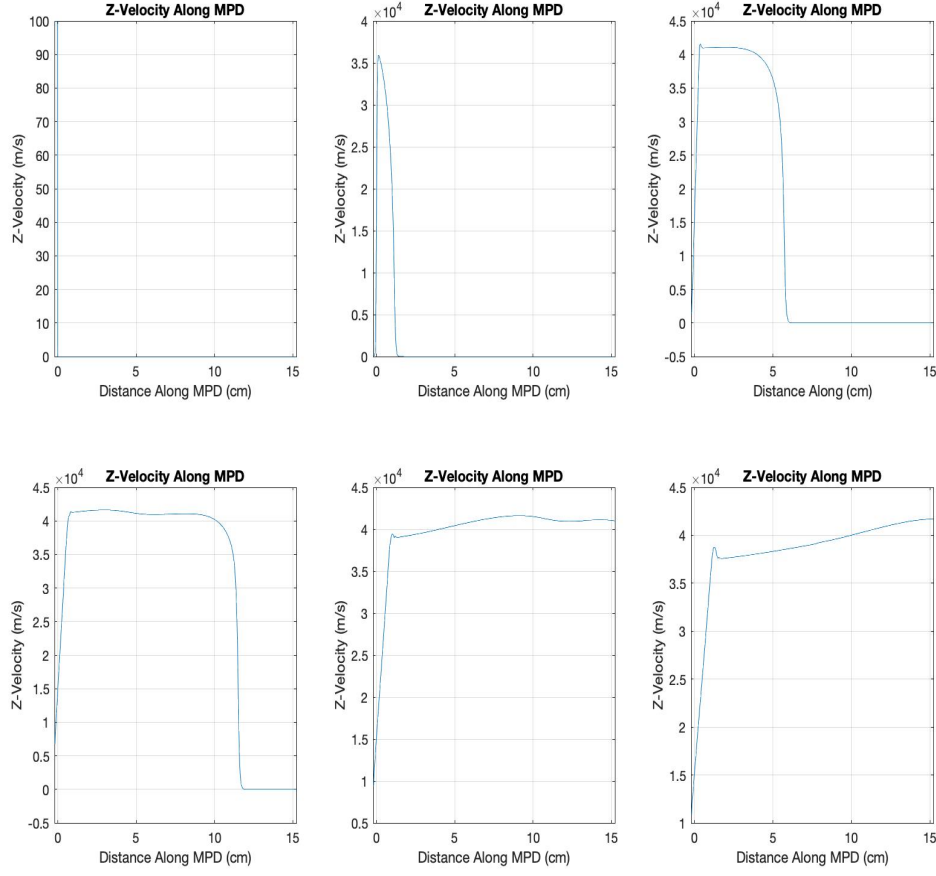 Z-Velocity Along MPD
100
90
80
70
60
50
40
30
20
10
0
Z-Velocity (m/s)
0 5 10 15
Distance Along MPD (cm)
Z-Velocity Along MPD
×10⁴
4
3.5
3
2.5
2
1.5
1
0.5
0
Z-Velocity (m/s)
0 5 10 15
Distance Along MPD (cm)
Z-Velocity Along MPD
×10⁴
4.5
4
3.5
3
2.5
2
1.5
1
0.5
0
-0.5
Z-Velocity (m/s)
0 5 10 15
Distance Along (cm)
Z-Velocity Along MPD
×10⁴
4.5
4
3.5
3
2.5
2
1.5
1
0.5
0
-0.5
Z-Velocity (m/s)
0 5 10 15
Distance Along MPD (cm)
Z-Velocity Along MPD
×10⁴
4.5
4
3.5
3
2.5
2
1.5
1
0.5
Z-Velocity (m/s)
0 5 10 15
Distance Along MPD (cm)
Z-Velocity Along MPD
×10⁴
4.5
4
3.5
3
2.5
2
1.5
1
Z-Velocity (m/s)
0 5 10 15
Distance Along MPD (cm)